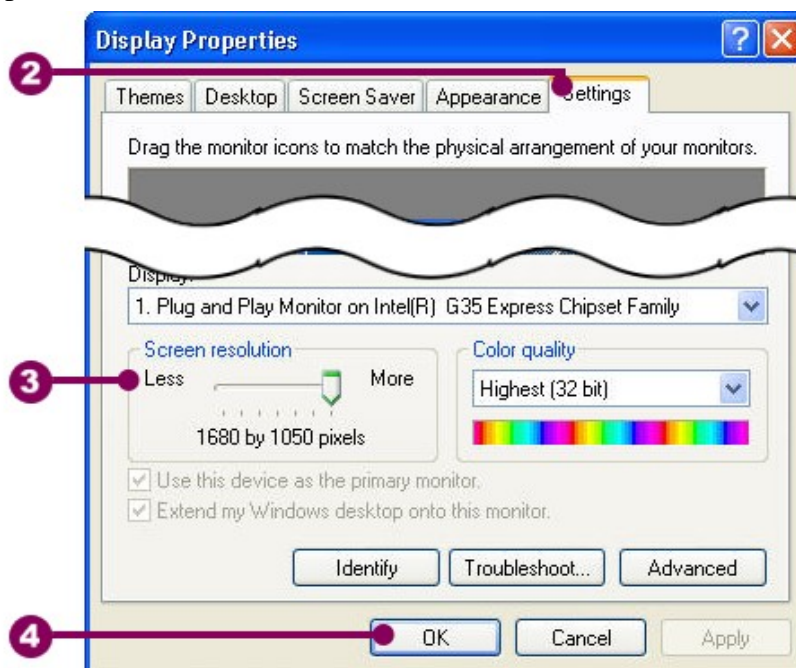 Display Properties
2
Themes Desktop Screen Saver Appearance Settings
Drag the monitor icons to match the physical arrangement of your monitors.
Display:
1. Plug and Play Monitor on Intel(R) G35 Express Chipset Family
Screen resolution
3
Less More
1680 by 1050 pixels
Color quality
Highest (32 bit)
Use this device as the primary monitor.
Extend my Windows desktop onto this monitor.
Identify Troubleshoot... Advanced
4
OK Cancel Apply